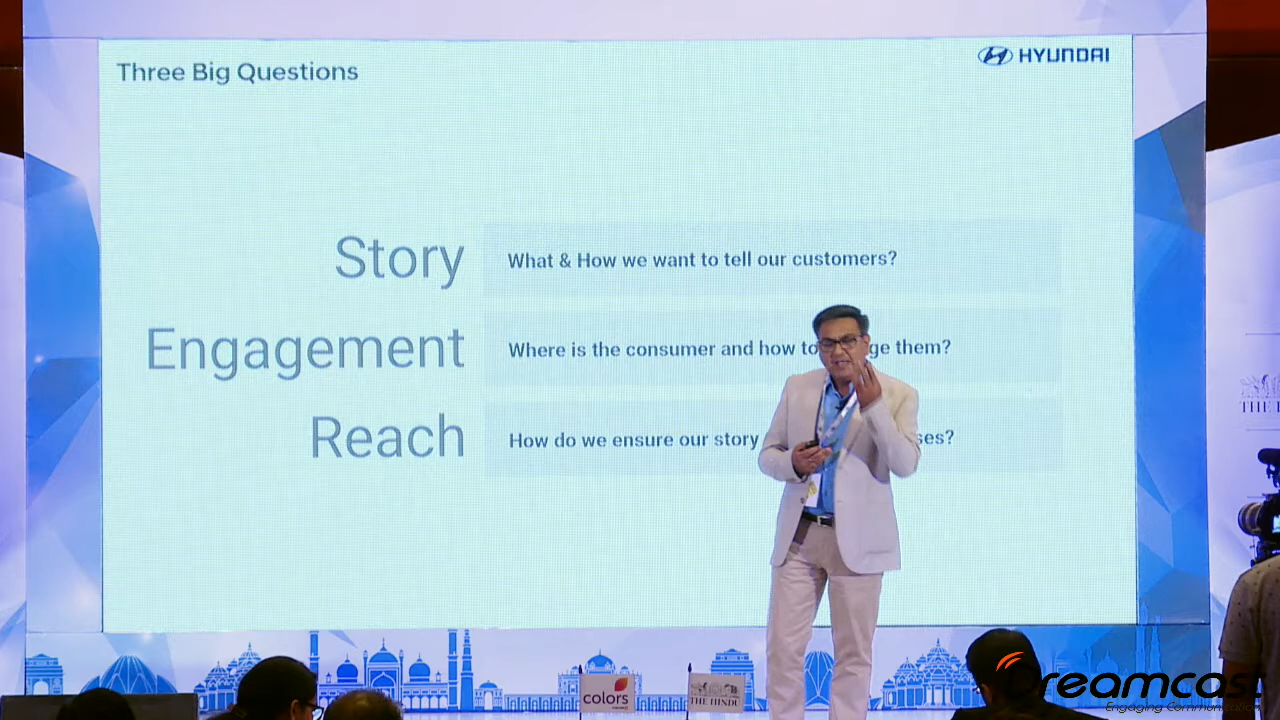 Three Big Questions
HYUNDAI
Story
What & How we want to tell our customers?
Engagement
Where is the consumer and how to ge them?
Reach
How do we ensure our story ses?
colors
THE HINDU
Dreamcast
Engaging Communication